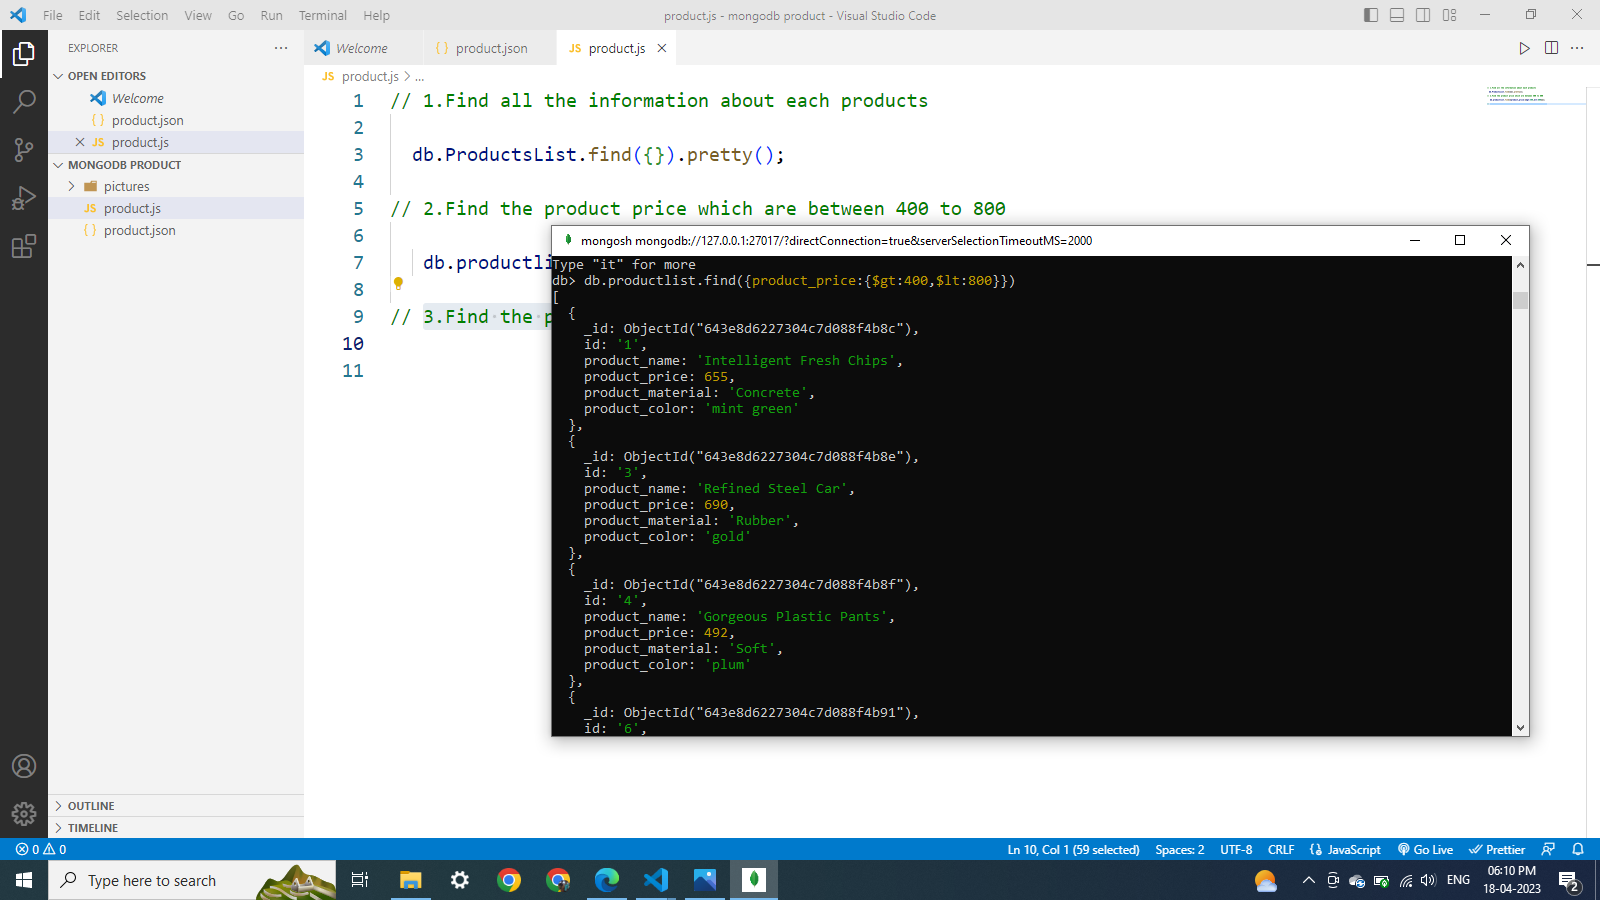 File Edit Selection View Go Run Terminal Help
product.js - mongodb product - Visual Studio Code
EXPLORER
OPEN EDITORS
Welcome
product.json
JS product.js
MONGODB PRODUCT
pictures
JS product.js
{} product.json
OUTLINE
TIMELINE
Welcome
{} product.json
JS product.js
JS product.js > ...
1 // 1.Find all the information about each products
2
3 db.ProductsList.find({}).pretty();
4
5 // 2.Find the product price which are between 400 to 800
6
7 db.productli
8
9 // 3.Find the p
10
11
mongosh mongodb://127.0.0.1:27017/?directConnection=true&serverSelectionTimeoutMS=2000
Type "it" for more
db> db.productlist.find({product_price:{$gt:400,$lt:800}})
[
{
_id: ObjectId("643e8d6227304c7d088f4b8c"),
id: '1',
product_name: 'Intelligent Fresh Chips',
product_price: 655,
product_material: 'Concrete',
product_color: 'mint green'
},
{
_id: ObjectId("643e8d6227304c7d088f4b8e"),
id: '3',
product_name: 'Refined Steel Car',
product_price: 690,
product_material: 'Rubber',
product_color: 'gold'
},
{
_id: ObjectId("643e8d6227304c7d088f4b8f"),
id: '4',
product_name: 'Gorgeous Plastic Pants',
product_price: 492,
product_material: 'Soft',
product_color: 'plum'
},
{
_id: ObjectId("643e8d6227304c7d088f4b91"),
id: '6',
0 0
Ln 10, Col 1 (59 selected) Spaces: 2 UTF-8 CRLF {} JavaScript Go Live Prettier
Type here to search
ENG
06:10 PM
18-04-2023
2